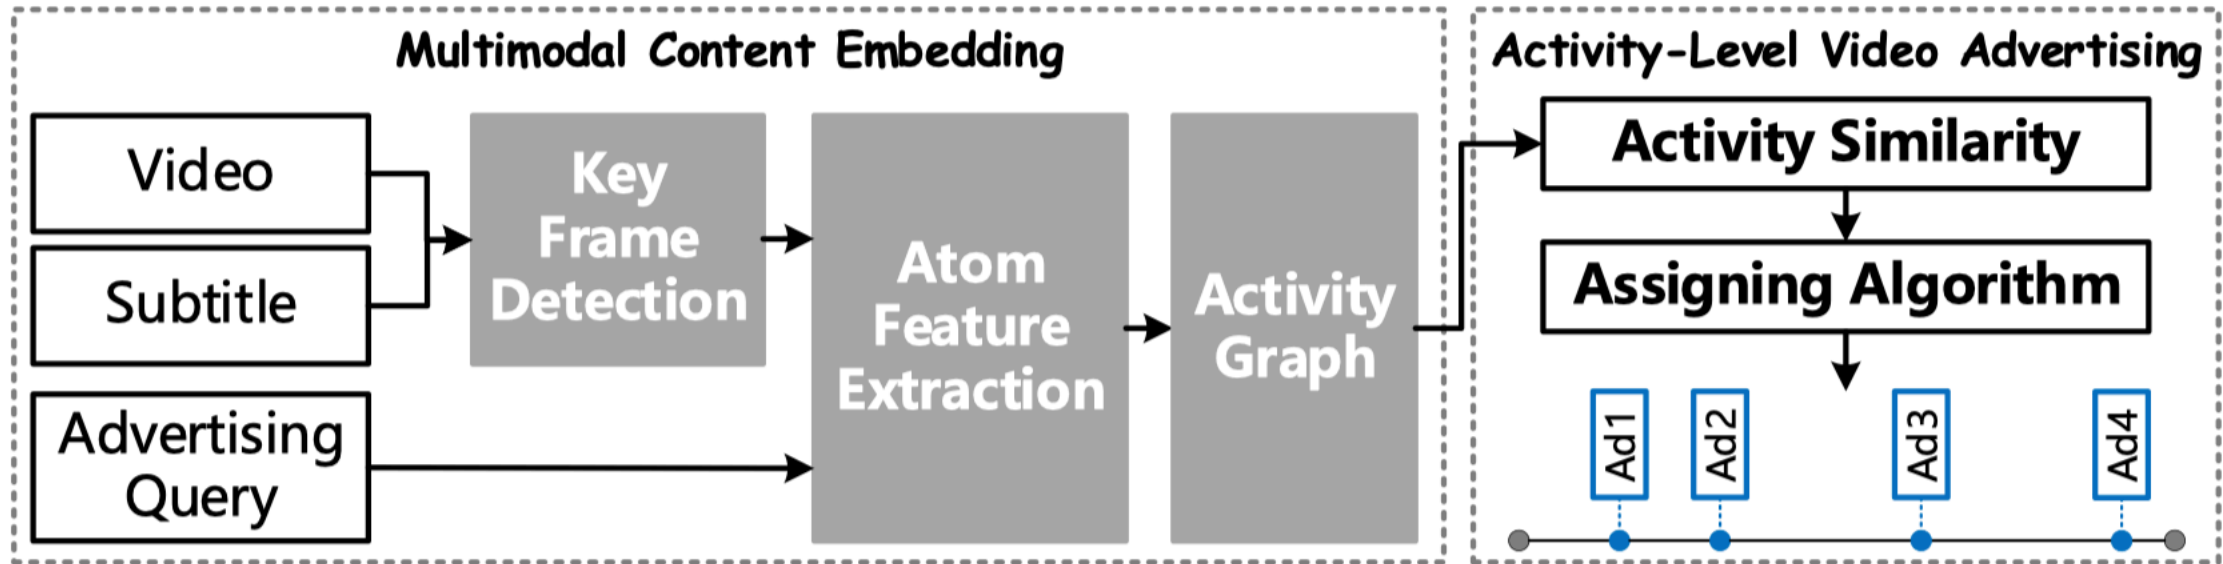 Multimodal Content Embedding
Video
Subtitle
Advertising
Query
Key
Frame
Detection
Atom
Feature
Extraction
Activity
Graph
Activity-Level Video Advertising
Activity Similarity
Assigning Algorithm
Ad1
Ad2
Ad3
Ad4